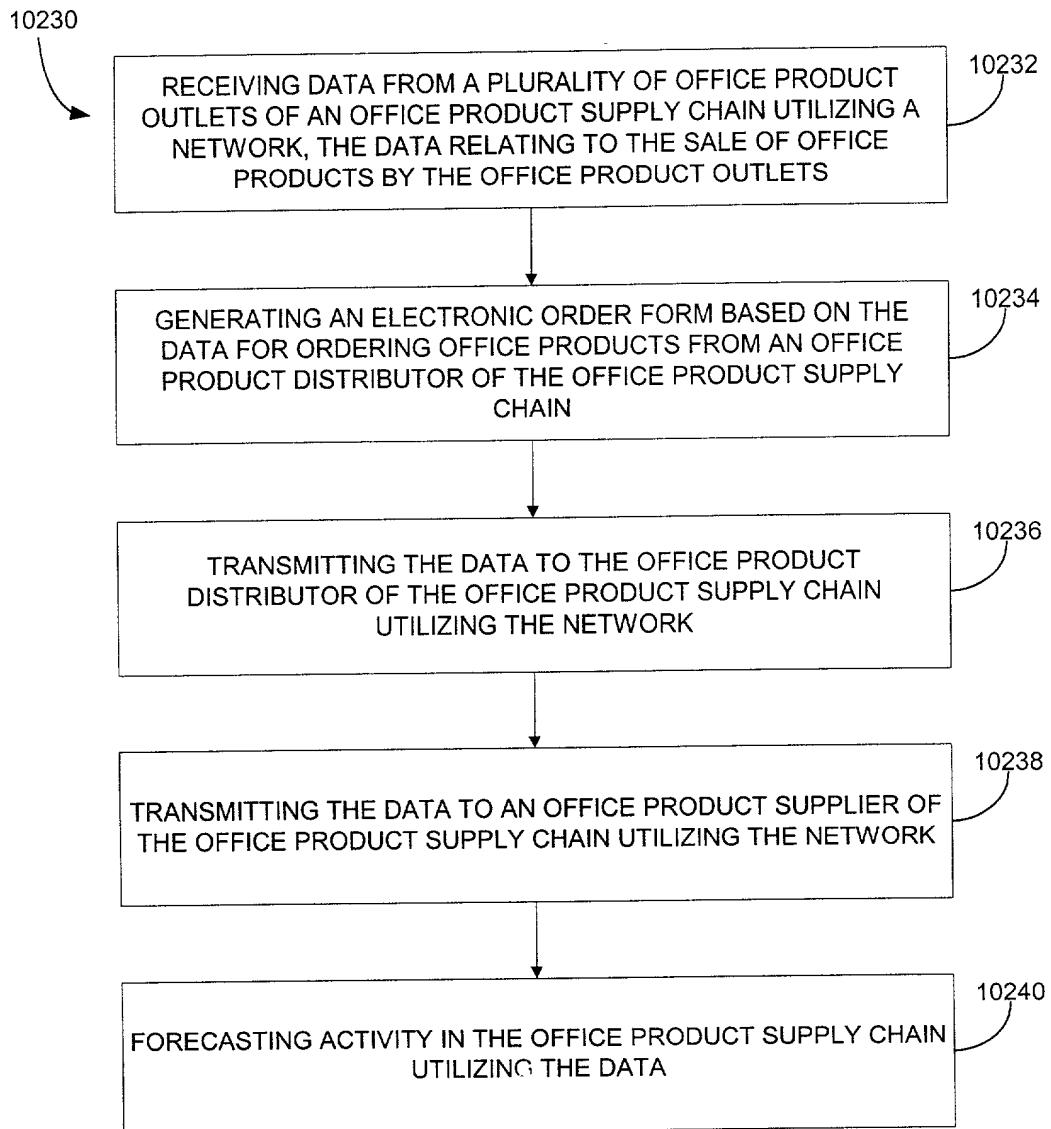 10230
10232
RECEIVING DATA FROM A PLURALITY OF OFFICE PRODUCT
OUTLETS OF AN OFFICE PRODUCT SUPPLY CHAIN UTILIZING A
NETWORK, THE DATA RELATING TO THE SALE OF OFFICE
PRODUCTS BY THE OFFICE PRODUCT OUTLETS
10234
GENERATING AN ELECTRONIC ORDER FORM BASED ON THE
DATA FOR ORDERING OFFICE PRODUCTS FROM AN OFFICE
PRODUCT DISTRIBUTOR OF THE OFFICE PRODUCT SUPPLY
CHAIN
10236
TRANSMITTING THE DATA TO THE OFFICE PRODUCT
DISTRIBUTOR OF THE OFFICE PRODUCT SUPPLY CHAIN
UTILIZING THE NETWORK
10238
TRANSMITTING THE DATA TO AN OFFICE PRODUCT SUPPLIER OF
THE OFFICE PRODUCT SUPPLY CHAIN UTILIZING THE NETWORK
10240
FORECASTING ACTIVITY IN THE OFFICE PRODUCT SUPPLY CHAIN
UTILIZING THE DATA